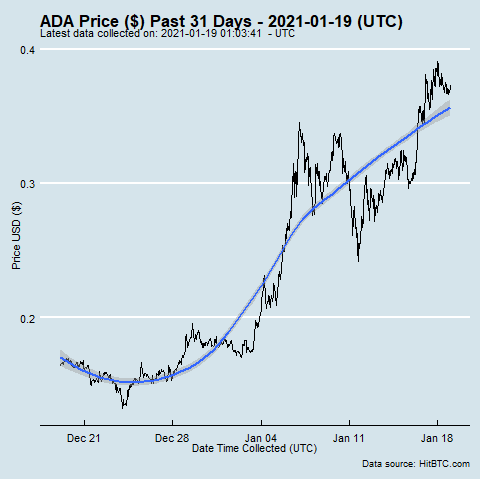 ADA Price ($) Past 31 Days - 2021-01-19 (UTC)
Latest data collected on: 2021-01-19 01:03:41 - UTC
0.4
0.3
0.2
Price USD ($)
Dec 21
Dec 28
Jan 04
Jan 11
Jan 18
Date Time Collected (UTC)
Data source: HitBTC.com